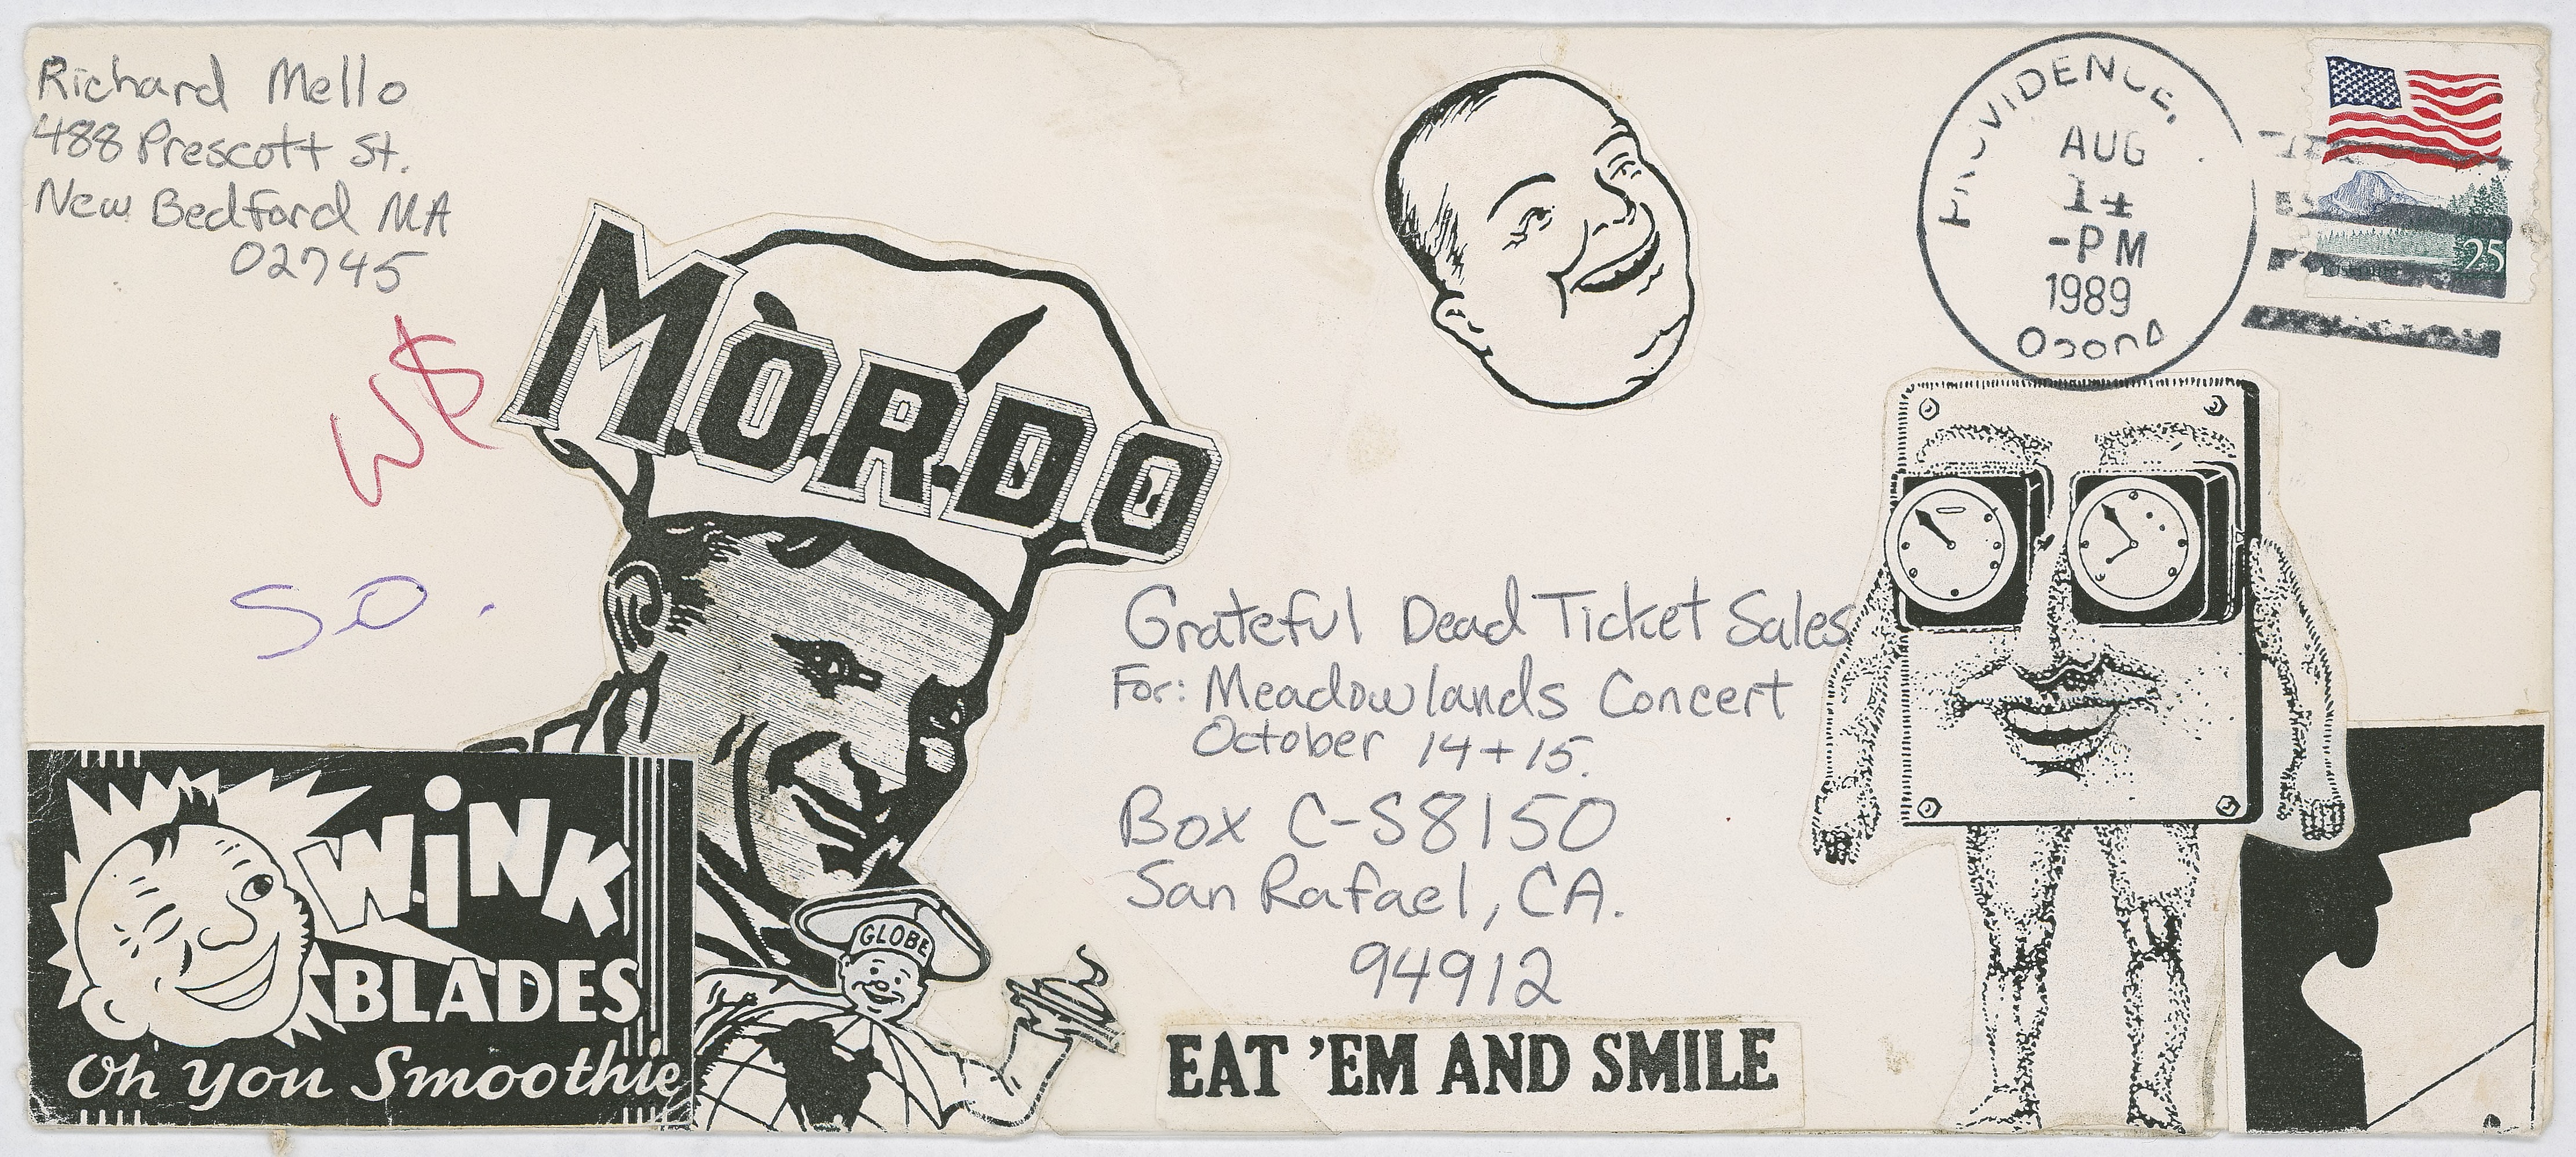 Richard Mello
488 Prescott St.
New Bedford MA
02745
W$
S.O.
PROVIDENCE,
AUG
14
-PM
1989
25
MORDO
Grateful Dead Ticket Sales
For: Meadowlands Concert
October 14 + 15.
Box C-S8150
San Rafael, CA.
94912
WiNK
BLADES
Oh You Smoothie
GLOBE
EAT 'EM AND SMILE